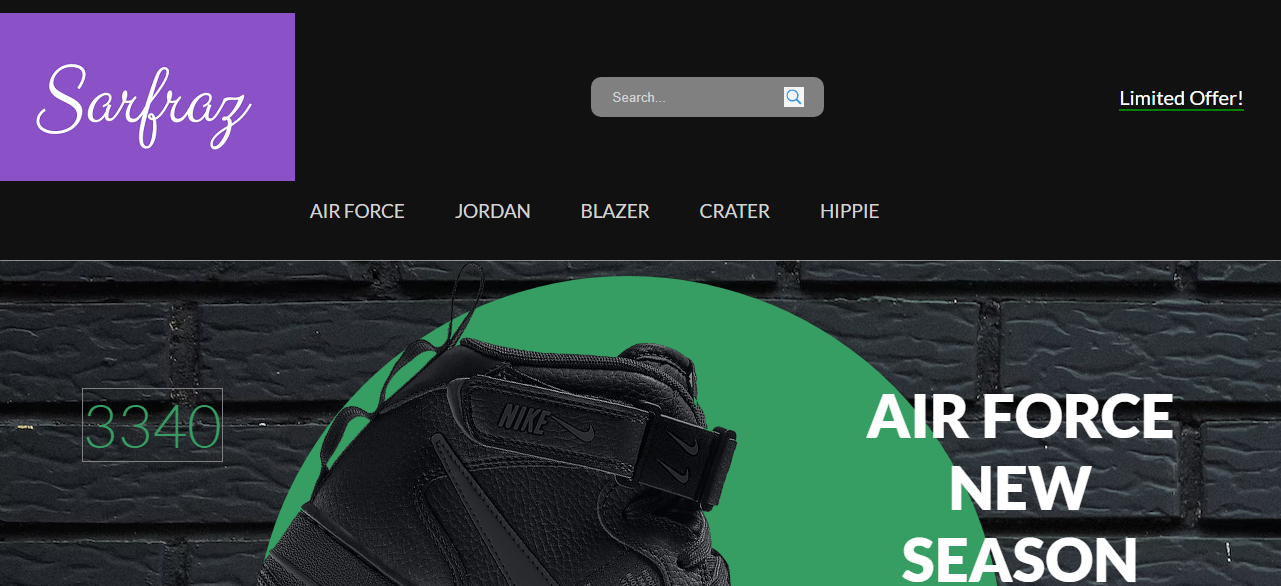 Sarfraz
Search...
Limited Offer!
AIR FORCE JORDAN BLAZER CRATER HIPPIE
NIKE
3340
AIR FORCE
NEW
SEASON